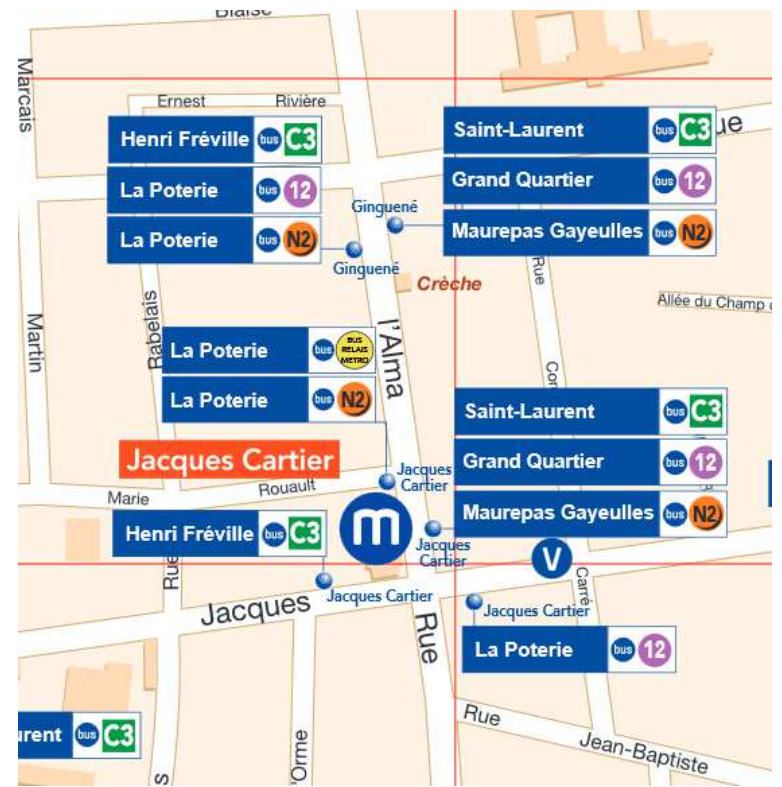 Blaise
Marcais
Ernest Rivière
Henri Fréville bus C3
La Poterie bus 12
La Poterie bus N2
Saint-Laurent bus C3
ue
Grand Quartier bus 12
Maurepas Gayeulles bus N2
Ginguené
Ginguené
Crèche
Rue
Allée du Champ
Martin
Rabelais
l'Alma
La Poterie bus BUS RELAIS METRO
La Poterie bus N2
Saint-Laurent bus C3
Grand Quartier bus 12
Maurepas Gayeulles bus N2
Jacques Cartier
Jacques
Cartier
Marie Rouault
m
Henri Fréville bus C3
Jacques
Cartier
V
Rue
Carré
Jacques Cartier
Jacques Cartier
Jacques
Rue
La Poterie bus 12
urent bus C3
l'Orme
Rue
Jean-Baptiste